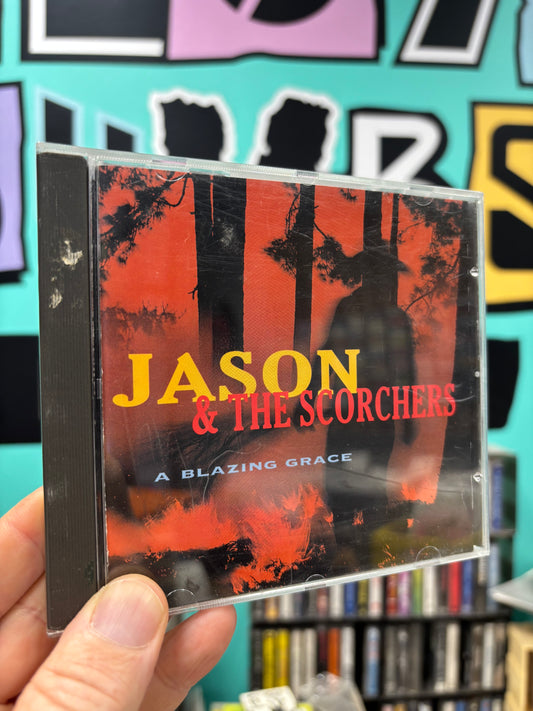 JASON
& THE SCORCHERS
A BLAZING GRACE